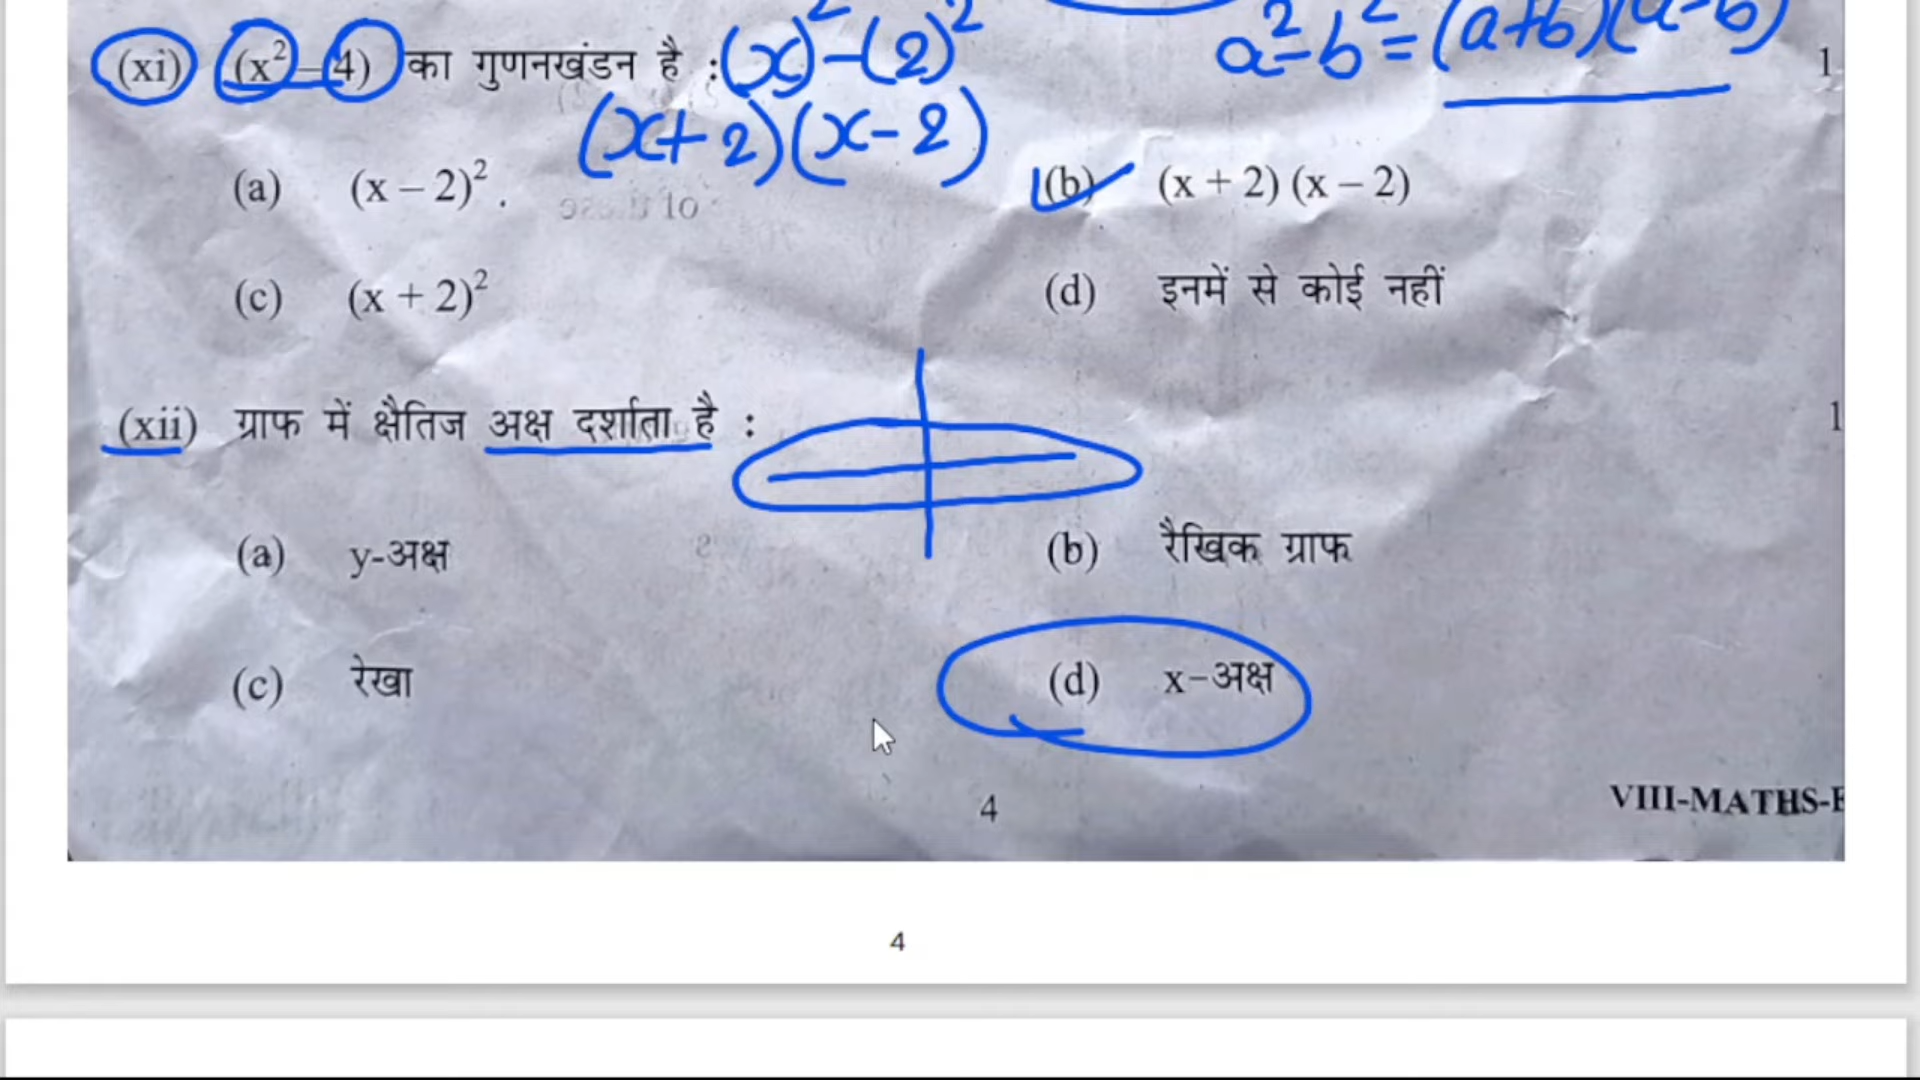 a²-b² = (a+b)(a-b)
(xi) (x² – 4) का गुणनखंडन है : (x)²-(2)² 1
(x+2)(x-2)
(a) (x – 2)². (b) (x + 2) (x – 2)
(c) (x + 2)² (d) इनमें से कोई नहीं
(xii) ग्राफ में क्षैतिज अक्ष दर्शाता है : 1
(a) y-अक्ष (b) रैखिक ग्राफ
(c) रेखा (d) x-अक्ष
4 VIII-MATHS-
4